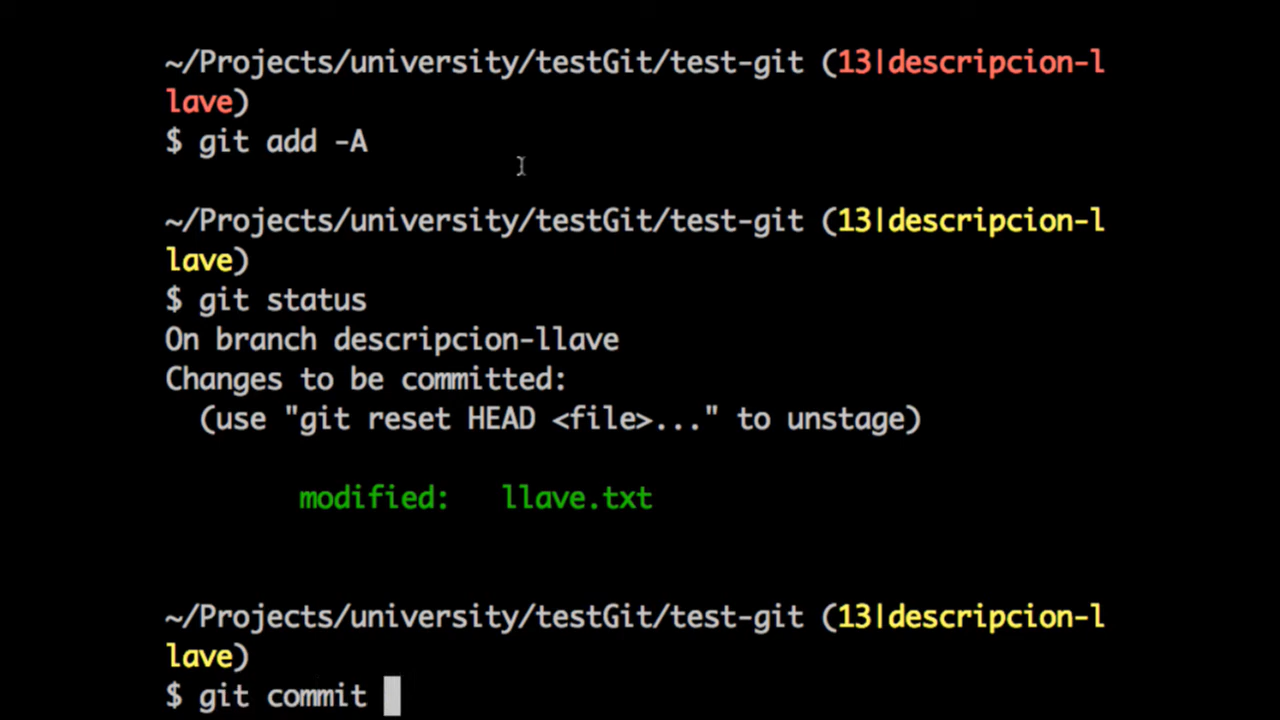 ~/Projects/university/testGit/test-git (13|descripcion-l
lave)
$ git add -A
~/Projects/university/testGit/test-git (13|descripcion-l
lave)
$ git status
On branch descripcion-llave
Changes to be committed:
  (use "git reset HEAD <file>..." to unstage)
        modified:   llave.txt
~/Projects/university/testGit/test-git (13|descripcion-l
lave)
$ git commit